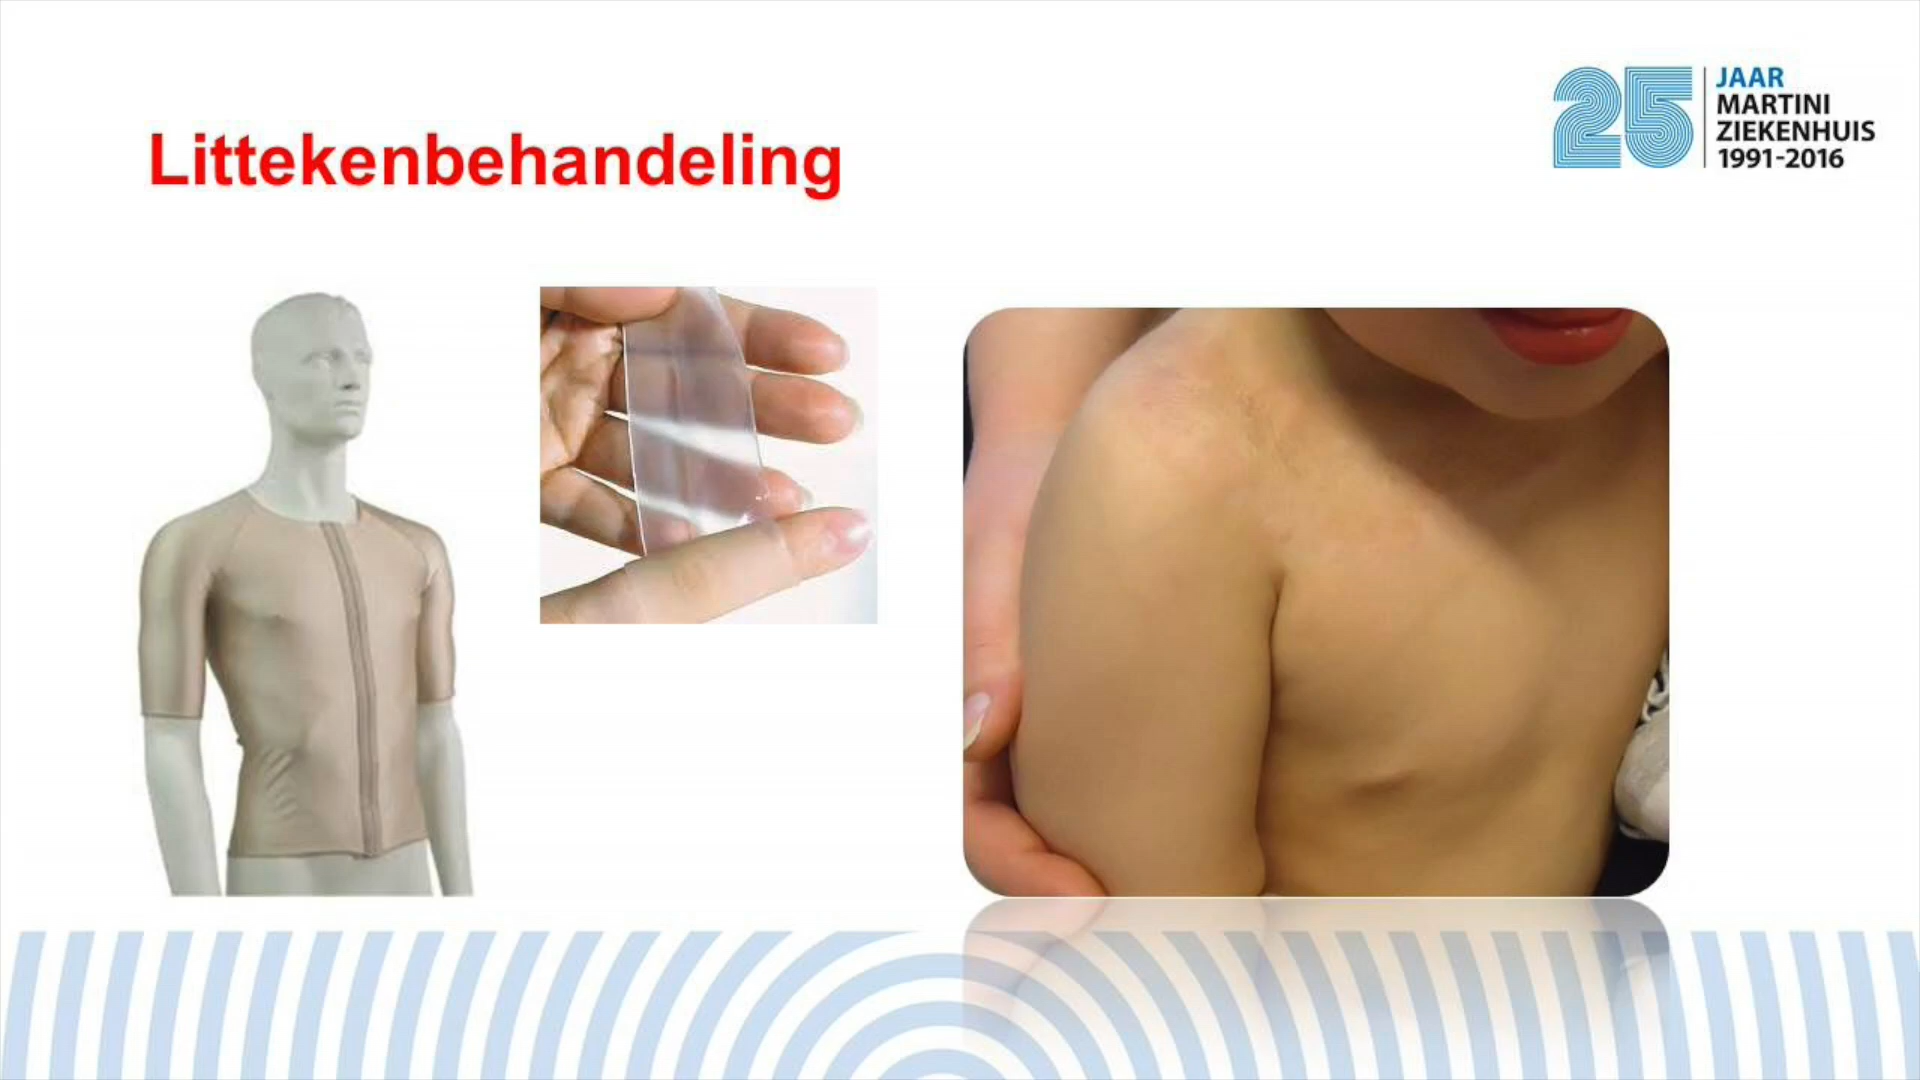 Littekenbehandeling
25
JAAR
MARTINI
ZIEKENHUIS
1991-2016